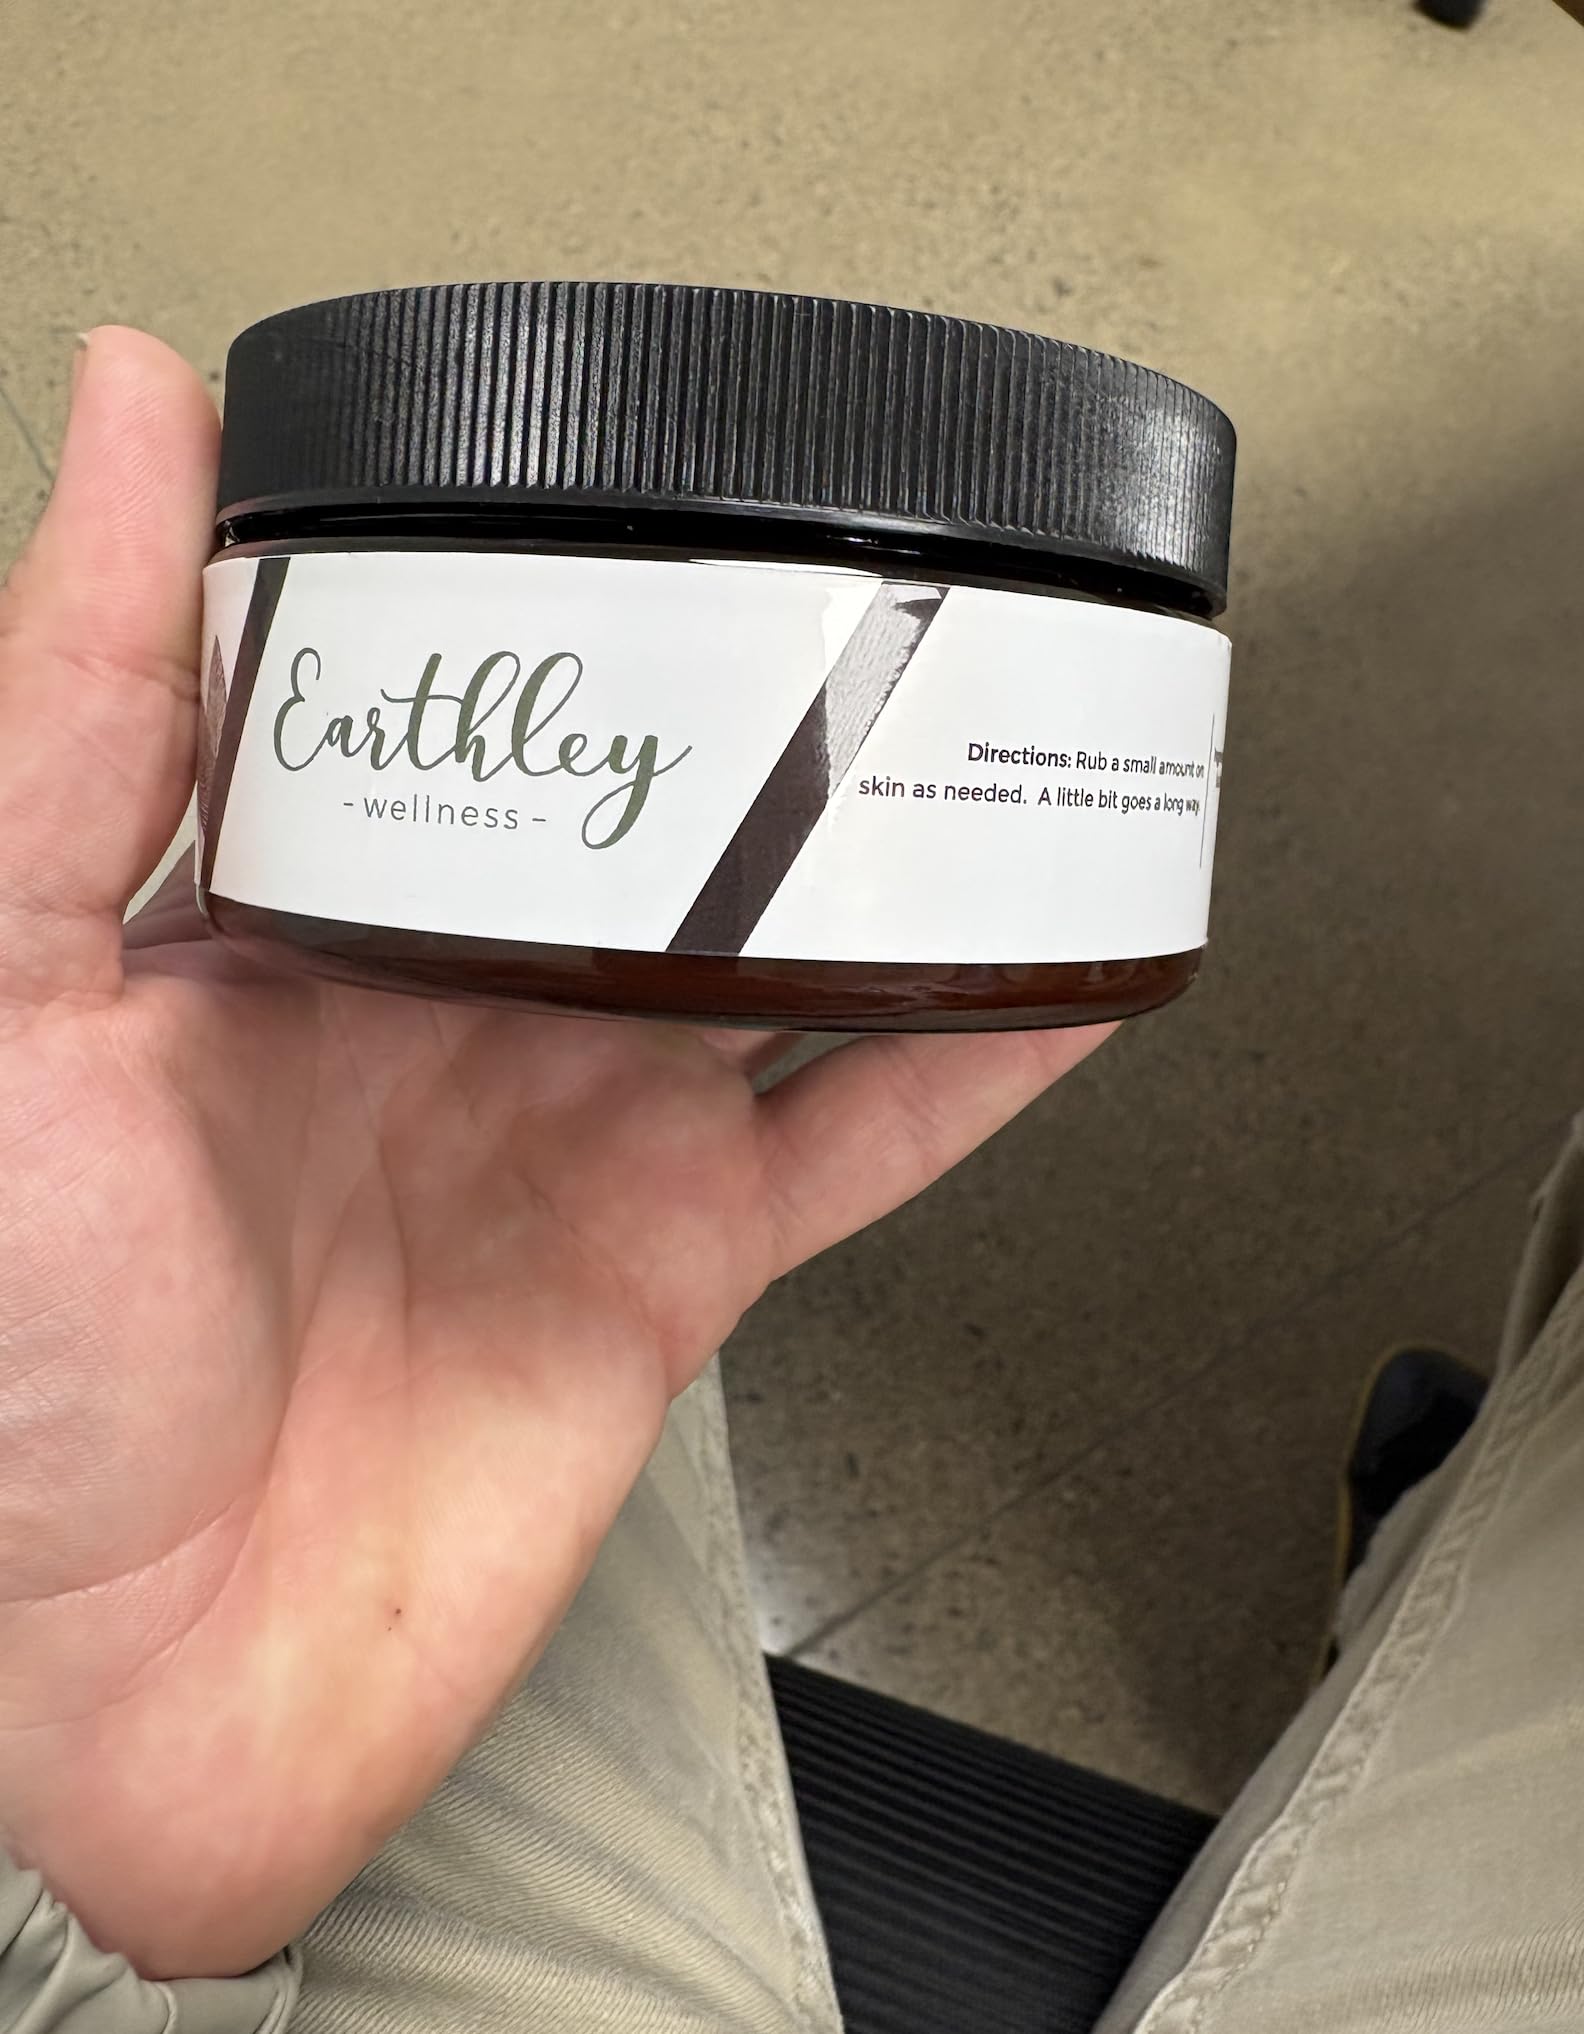 Earthley
- wellness -
Directions: Rub a small amount on
skin as needed. A little bit goes a long way.